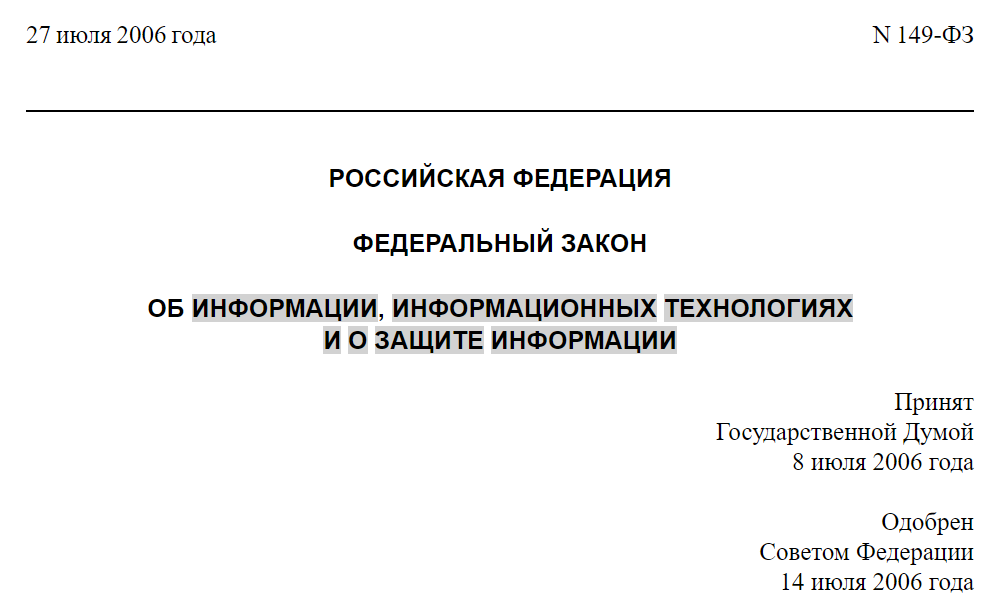 27 июля 2006 года N 149-ФЗ
РОССИЙСКАЯ ФЕДЕРАЦИЯ
ФЕДЕРАЛЬНЫЙ ЗАКОН
ОБ ИНФОРМАЦИИ, ИНФОРМАЦИОННЫХ ТЕХНОЛОГИЯХ
И О ЗАЩИТЕ ИНФОРМАЦИИ
Принят
Государственной Думой
8 июля 2006 года
Одобрен
Советом Федерации
14 июля 2006 года